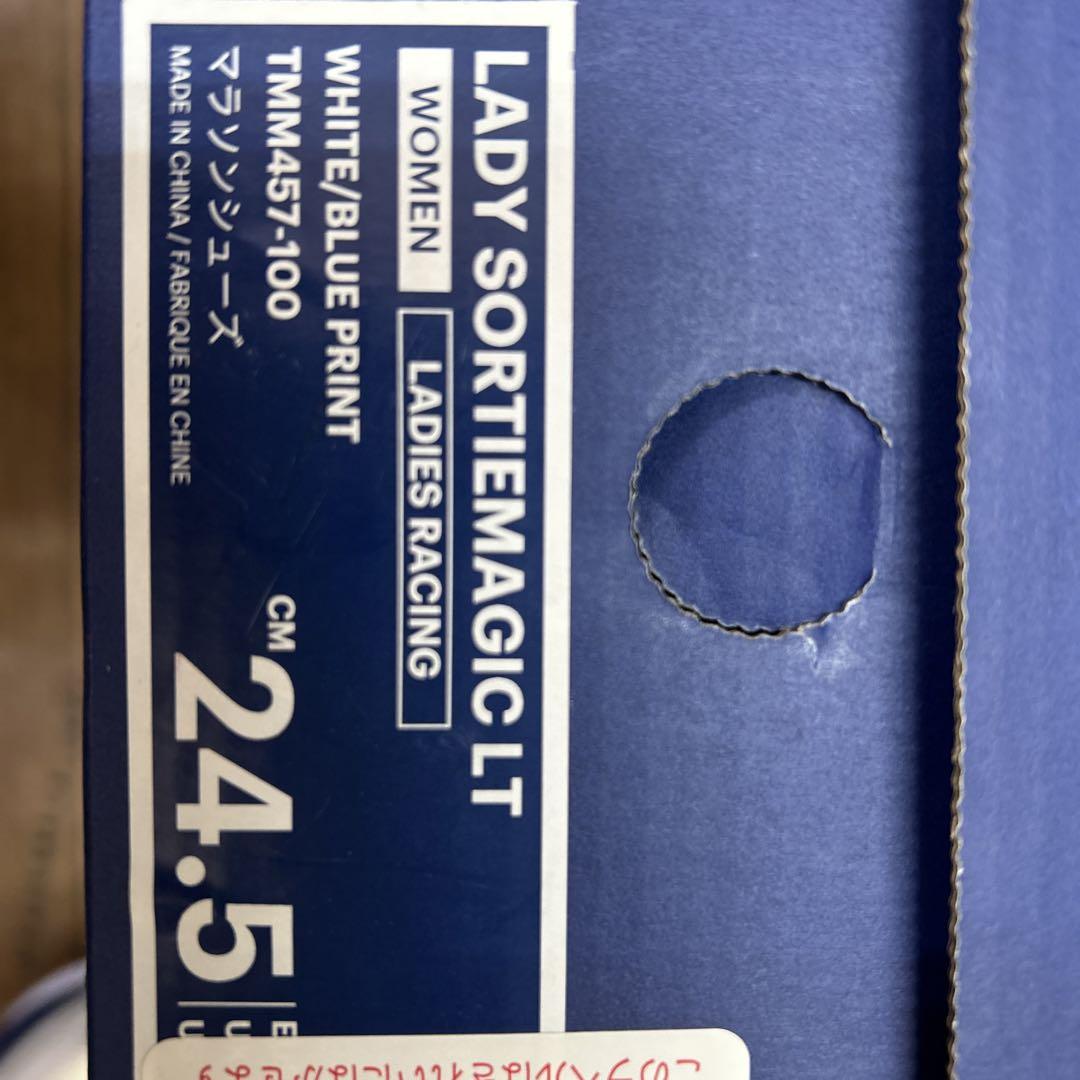 LADY SORTIEMAGIC LT
WOMEN LADIES RACING
WHITE/BLUE PRINT
TMM457-100
マラソンシューズ
MADE IN CHINA / FABRIQUE EN CHINE
CM 24.5